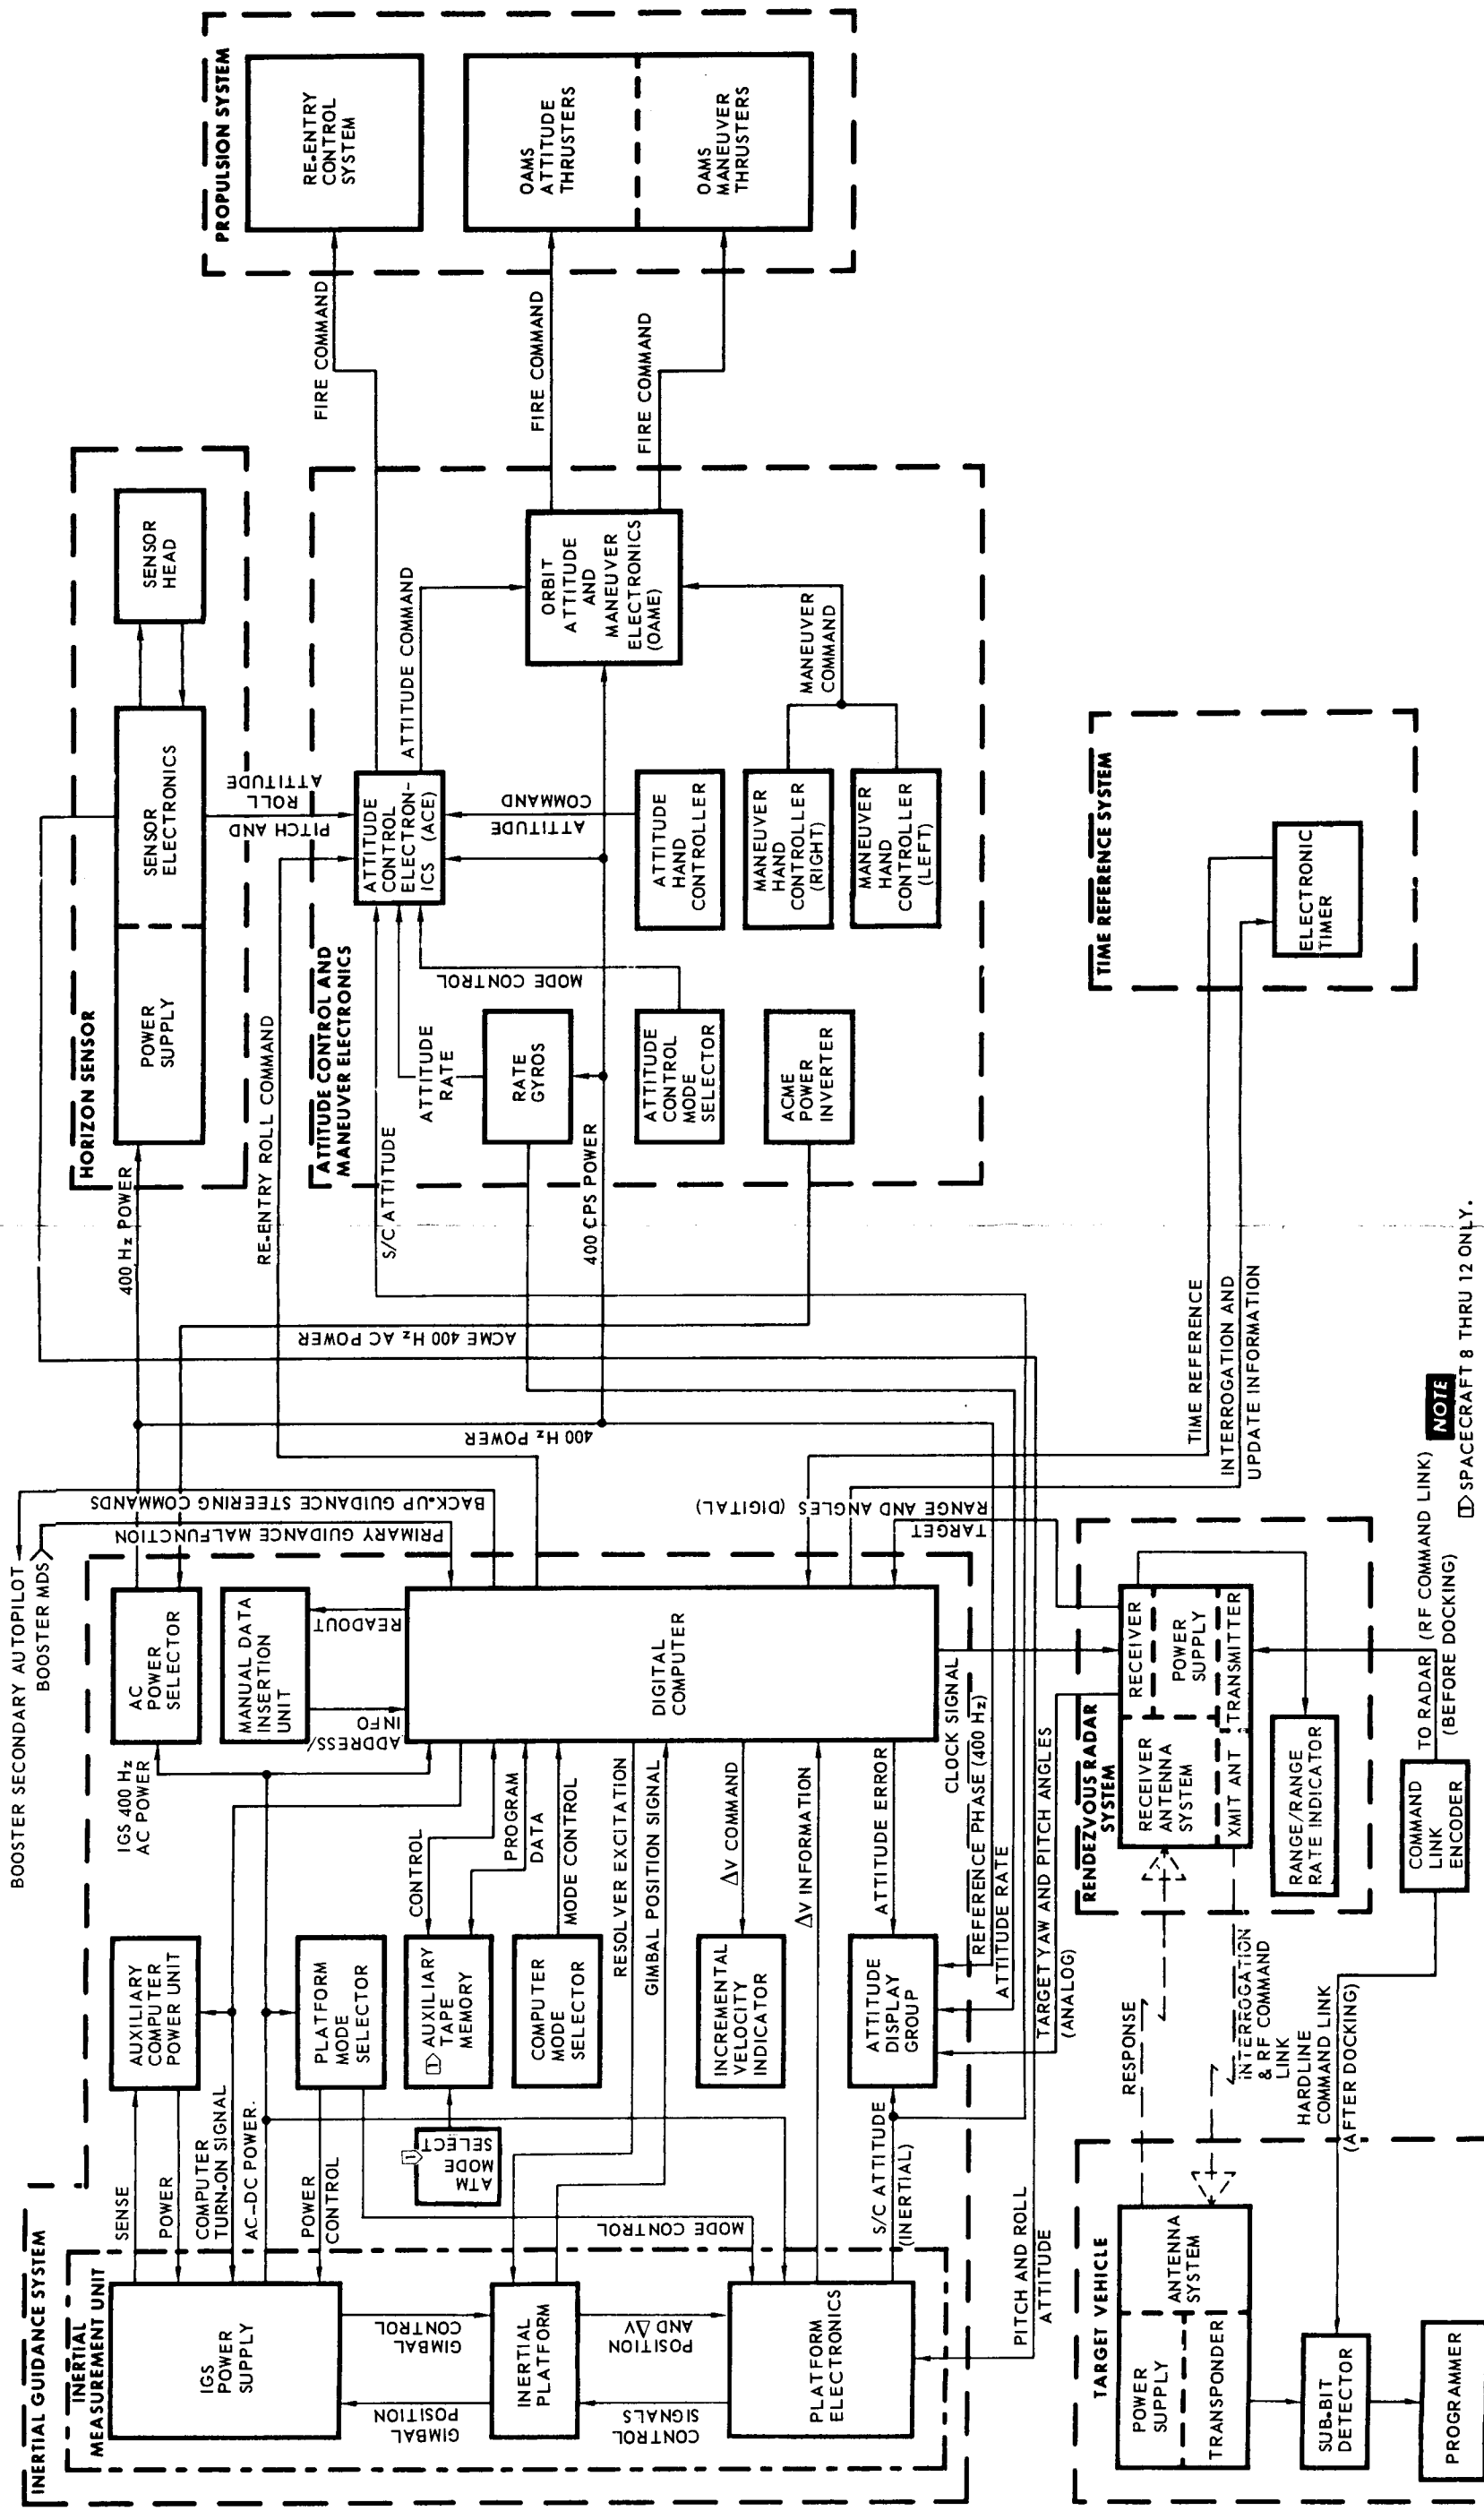 BOOSTER SECONDARY AUTOPILOT
BOOSTER MDS
INERTIAL GUIDANCE SYSTEM
INERTIAL
MEASUREMENT UNIT
IGS
POWER
SUPPLY
GIMBAL
CONTROL
GIMBAL
POSITION
INERTIAL
PLATFORM
POSITION
AND ΔV
CONTROL
SIGNALS
PLATFORM
ELECTRONICS
SENSE
POWER
COMPUTER
TURN-ON SIGNAL
AC-DC POWER.
POWER
CONTROL
MODE CONTROL
S/C ATTITUDE
(INERTIAL)
AUXILIARY
COMPUTER
POWER UNIT
PLATFORM
MODE
SELECTOR
1
ATM
MODE
SELECT
1
AUXILIARY
TAPE
MEMORY
COMPUTER
MODE
SELECTOR
INCREMENTAL
VELOCITY
INDICATOR
ATTITUDE
DISPLAY
GROUP
IGS 400 Hz
AC POWER
CONTROL
PROGRAM
DATA
MODE CONTROL
RESOLVER EXCITATION
GIMBAL POSITION SIGNAL
ΔV COMMAND
ΔV INFORMATION
ATTITUDE ERROR
AC
POWER
SELECTOR
MANUAL DATA
INSERTION
UNIT
READOUT
ADDRESS/
INFO
DIGITAL
COMPUTER
PRIMARY GUIDANCE MALFUNCTION
BACK-UP GUIDANCE STEERING COMMANDS
400 Hz POWER
CLOCK SIGNAL
REFERENCE PHASE (400 Hz)
ATTITUDE RATE
TARGET YAW AND PITCH ANGLES
(ANALOG)
PITCH AND ROLL
ATTITUDE
TARGET
RANGE AND ANGLES (DIGITAL)
400 Hz POWER
RE-ENTRY ROLL COMMAND
S/C ATTITUDE
ACME 400 Hz AC POWER
400 CPS POWER
HORIZON SENSOR
POWER
SUPPLY
SENSOR
ELECTRONICS
SENSOR
HEAD
PITCH AND
ROLL
ATTITUDE
ATTITUDE CONTROL AND
MANEUVER ELECTRONICS
ATTITUDE
RATE
RATE
GYROS
MODE CONTROL
ATTITUDE
CONTROL
MODE
SELECTOR
ACME
POWER
INVERTER
ATTITUDE
CONTROL
ELECTRON-
ICS (ACE)
ATTITUDE
COMMAND
ATTITUDE
HAND
CONTROLLER
MANEUVER
HAND
CONTROLLER
(RIGHT)
MANEUVER
HAND
CONTROLLER
(LEFT)
ATTITUDE COMMAND
MANEUVER
COMMAND
ORBIT
ATTITUDE
AND
MANEUVER
ELECTRONICS
(OAME)
FIRE COMMAND
FIRE COMMAND
FIRE COMMAND
PROPULSION SYSTEM
RE-ENTRY
CONTROL
SYSTEM
OAMS
ATTITUDE
THRUSTERS
OAMS
MANEUVER
THRUSTERS
TIME REFERENCE SYSTEM
ELECTRONIC
TIMER
TIME REFERENCE
INTERROGATION AND
UPDATE INFORMATION
RENDEZVOUS RADAR
SYSTEM
RECEIVER
ANTENNA
SYSTEM
RECEIVER
POWER
SUPPLY
XMIT ANT
TRANSMITTER
RANGE/RANGE
RATE INDICATOR
COMMAND
LINK
ENCODER
TO RADAR (RF COMMAND LINK)
(BEFORE DOCKING)
RESPONSE
INTERROGATION
& RF COMMAND
LINK
HARDLINE
COMMAND LINK
(AFTER DOCKING)
TARGET VEHICLE
POWER
SUPPLY
ANTENNA
SYSTEM
TRANSPONDER
SUB-BIT
DETECTOR
PROGRAMMER
NOTE
1 SPACECRAFT 8 THRU 12 ONLY.